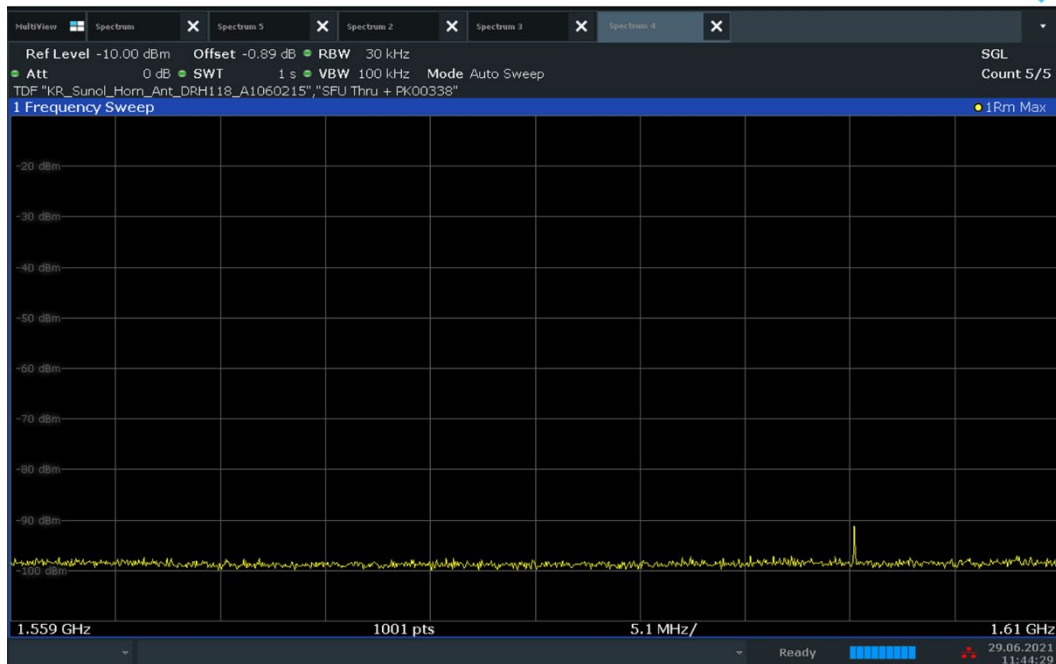 MultiView Spectrum Spectrum 5 Spectrum 2 Spectrum 3 Spectrum 4
Ref Level -10.00 dBm Offset -0.89 dB RBW 30 kHz SGL
Att 0 dB SWT 1 s VBW 100 kHz Mode Auto Sweep Count 5/5
TDF "KR_Sunol_Horn_Ant_DRH118_A1060215","SFU Thru + PK00338"
1 Frequency Sweep 1Rm Max
-20 dBm
-30 dBm
-40 dBm
-50 dBm
-60 dBm
-70 dBm
-80 dBm
-90 dBm
-100 dBm
1.559 GHz 1001 pts 5.1 MHz/ 1.61 GHz
Ready 29.06.2021
11:44:29